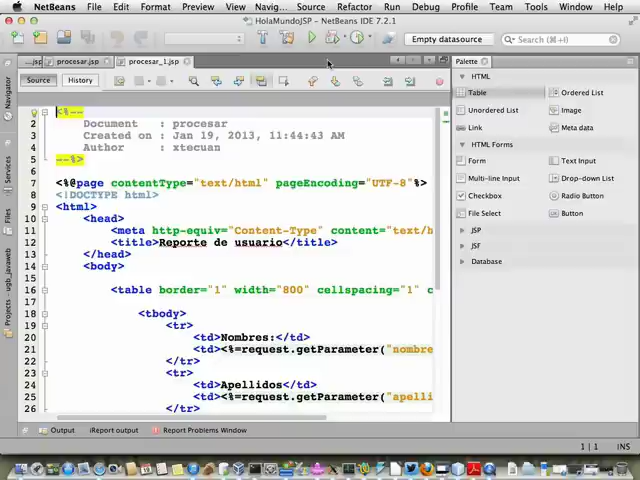 NetBeans File Edit Format View Navigate Source Refactor Run Debug Profile Team Tools Window Help
HolaMundoJSP - NetBeans IDE 7.2.1
Empty datasource
Search (⌘+I)
...jsp procesar.jsp procesar_1.jsp
Palette
Source History
HTML
Table Ordered List
Unordered List Image
Link Meta data
HTML Forms
Form Text Input
Multi-line Input Drop-down List
Checkbox Radio Button
File Select Button
JSP
JSF
Database
Navigator
Services
Files
Projects - ugb_javaweb
<%--
2 Document : procesar
3 Created on : Jan 19, 2013, 11:44:43 AM
4 Author : xtecuan
5 --%>
6
7 <%@page contentType="text/html" pageEncoding="UTF-8"%>
8 <!DOCTYPE html>
9 <html>
10 <head>
11 <meta http-equiv="Content-Type" content="text/h
12 <title>Reporte de usuario</title>
13 </head>
14 <body>
15
16 <table border="1" width="800" cellspacing="1" c
17
18 <tbody>
19 <tr>
20 <td>Nombres:</td>
21 <td><%=request.getParameter("nombre
22 </tr>
23 <tr>
24 <td>Apellidos</td>
25 <td><%=request.getParameter("apelli
26 </tr>
Output iReport output Report Problems Window
1 | 1 INS